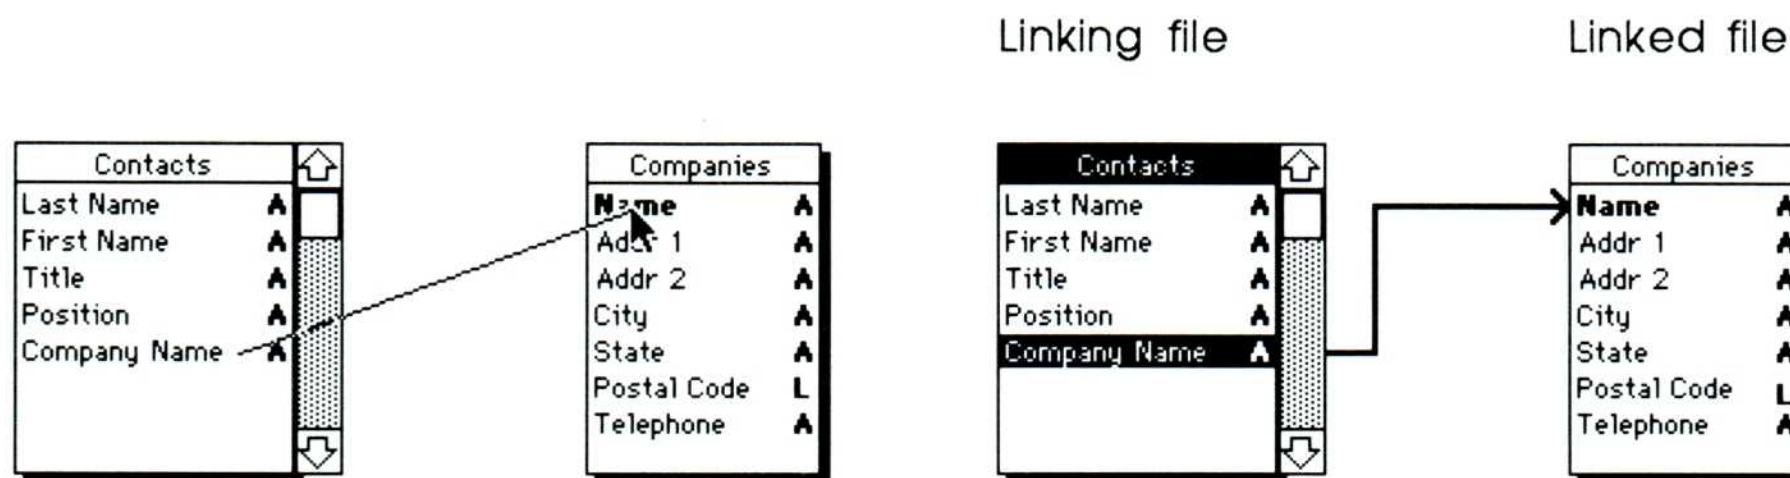 Linking file
Linked file
Contacts
Last Name A
First Name A
Title A
Position A
Company Name A
Companies
Name A
Addr 1 A
Addr 2 A
City A
State A
Postal Code L
Telephone A
Contacts
Last Name A
First Name A
Title A
Position A
Company Name A
Companies
Name A
Addr 1 A
Addr 2 A
City A
State A
Postal Code L
Telephone A